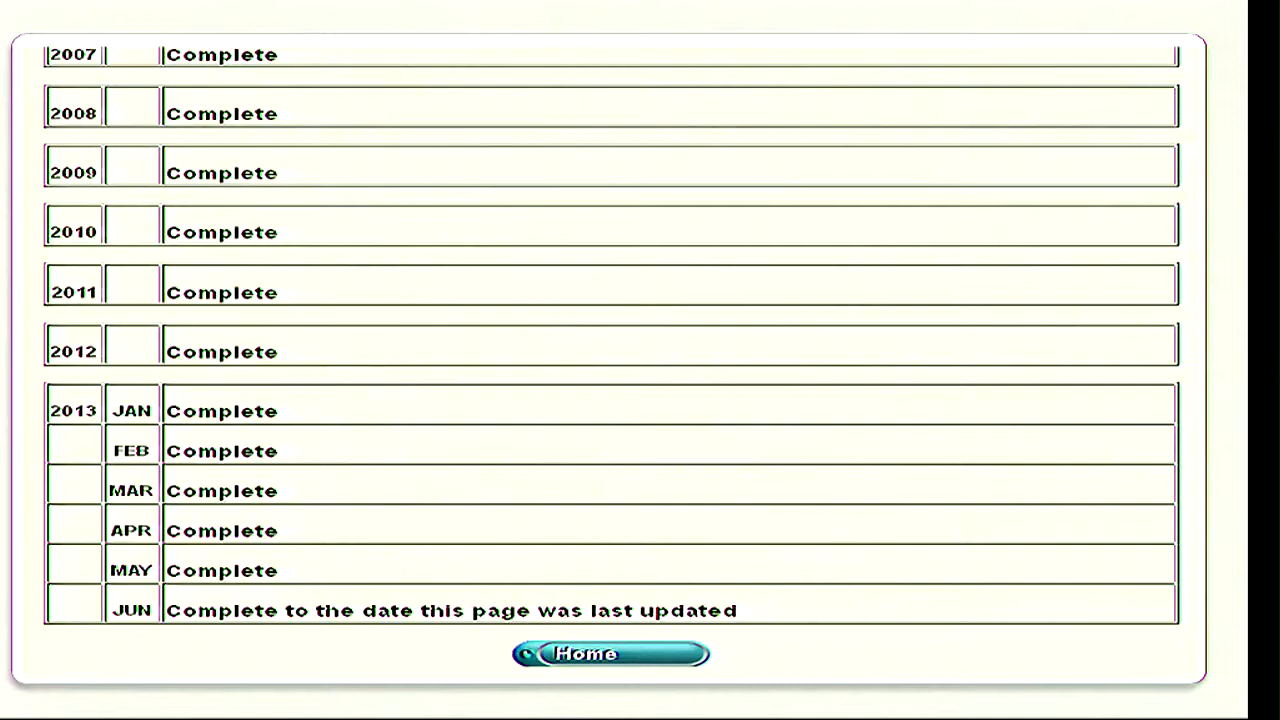 2007 Complete
2008 Complete
2009 Complete
2010 Complete
2011 Complete
2012 Complete
2013 JAN Complete
FEB Complete
MAR Complete
APR Complete
MAY Complete
JUN Complete to the date this page was last updated
Home